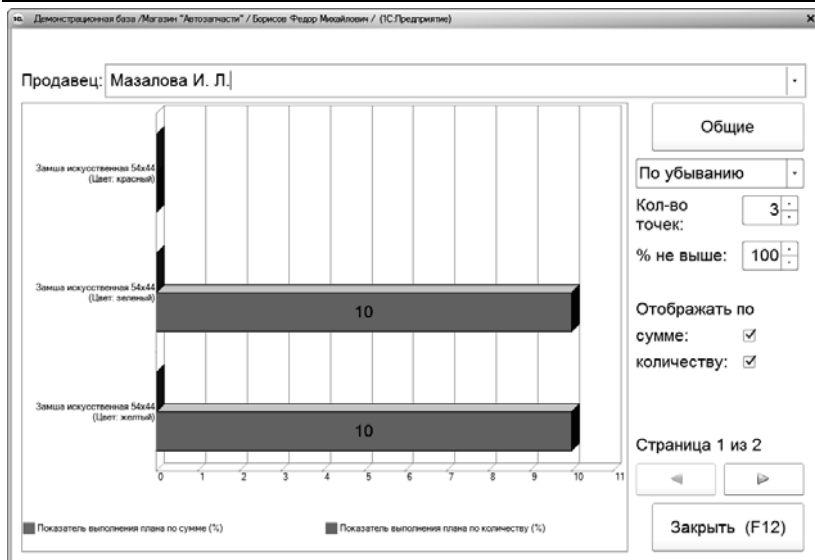 Демонстрационная база /Магазин "Автозапчасти" / Борисов Федор Михайлович / (1С:Предприятие)
Продавец: Мазалова И. Л.
Общие
По убыванию
Кол-во точек: 3
% не выше: 100
Отображать по
сумме:
количеству:
Страница 1 из 2
Закрыть (F12)
Замша искусственная 54x44
(Цвет: красный)
Замша искусственная 54x44
(Цвет: зеленый)
10
Замша искусственная 54x44
(Цвет: желтый)
10
0 1 2 3 4 5 6 7 8 9 10 11
Показатель выполнения плана по сумме (%)
Показатель выполнения плана по количеству (%)